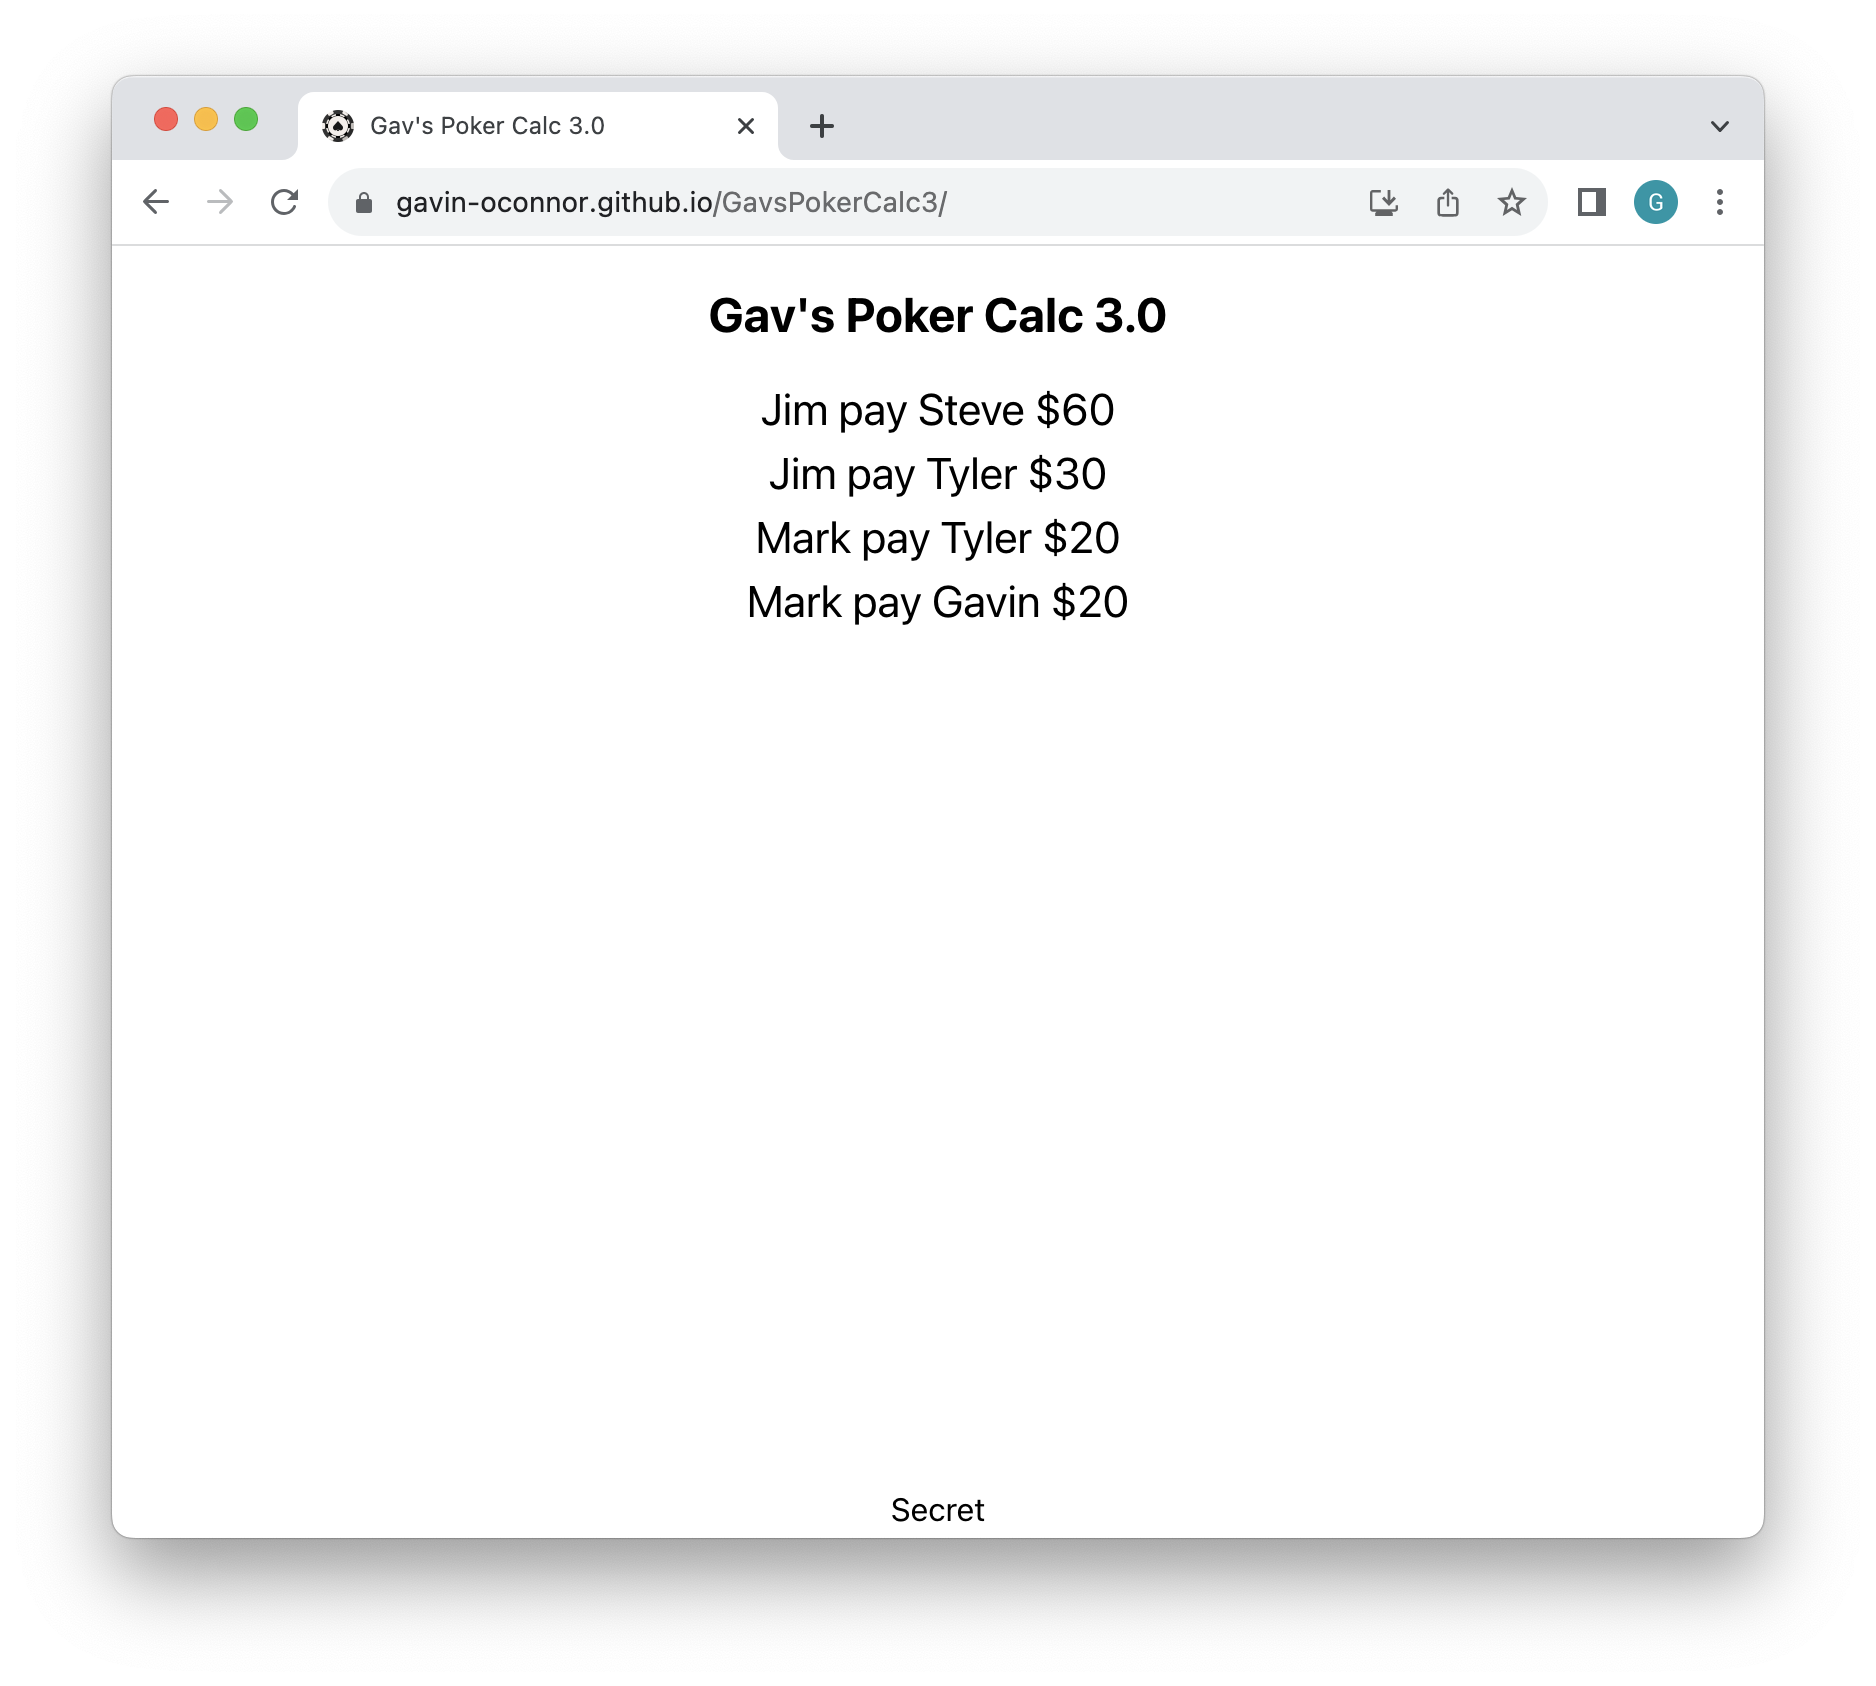 Gav's Poker Calc 3.0
gavin-oconnor.github.io/GavsPokerCalc3/
G
Gav's Poker Calc 3.0
Jim pay Steve $60
Jim pay Tyler $30
Mark pay Tyler $20
Mark pay Gavin $20
Secret